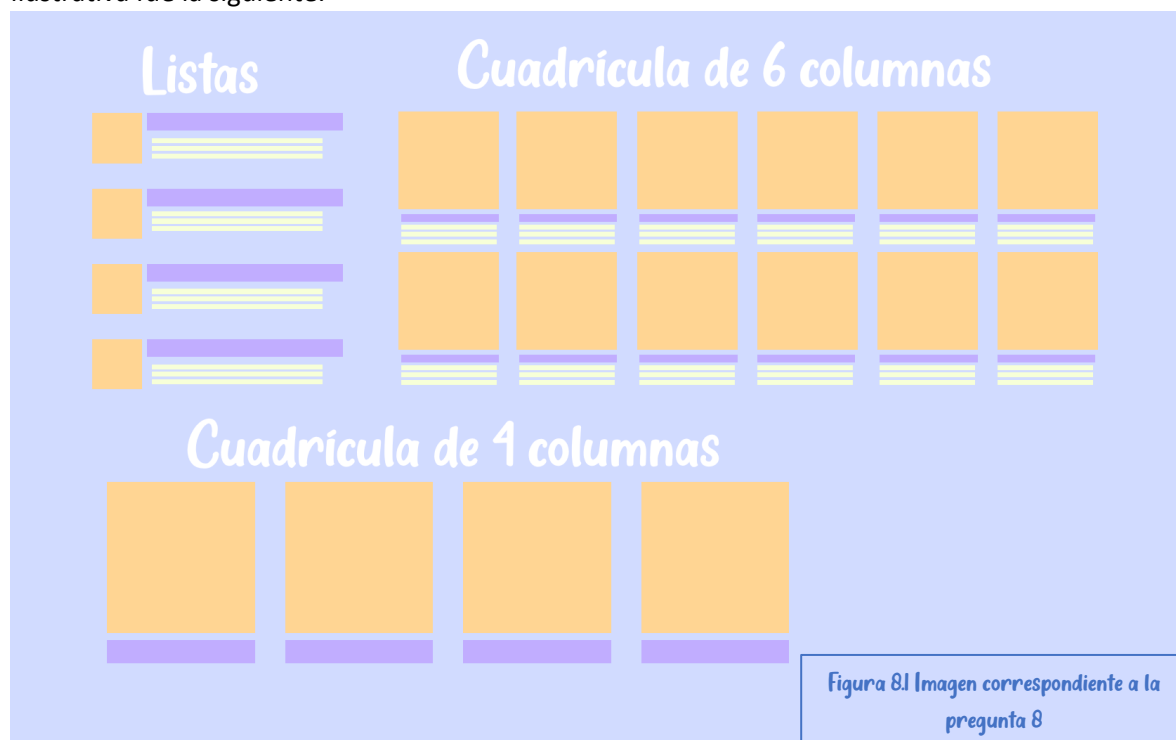 Listas
Cuadrícula de 6 columnas
Cuadrícula de 4 columnas
Figura 8.1 Imagen correspondiente a la
pregunta 8